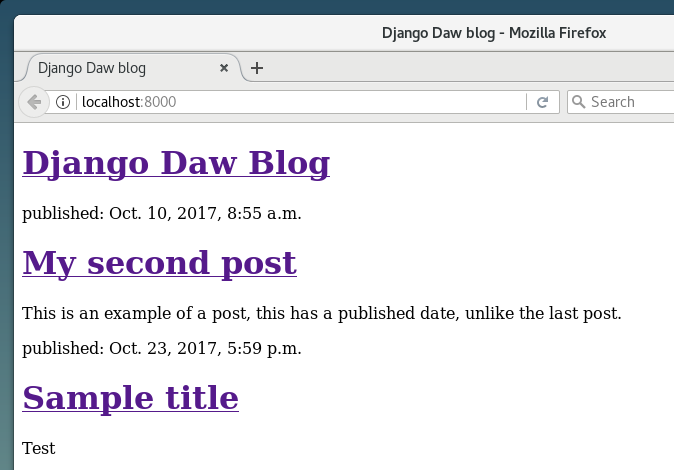 Django Daw blog - Mozilla Firefox
Django Daw blog
localhost:8000
Search
Django Daw Blog
published: Oct. 10, 2017, 8:55 a.m.
My second post
This is an example of a post, this has a published date, unlike the last post.
published: Oct. 23, 2017, 5:59 p.m.
Sample title
Test